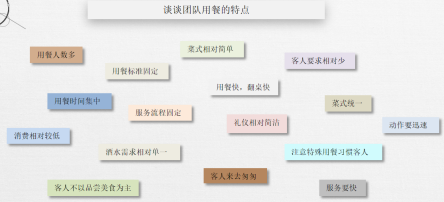 谈谈团队用餐的特点
菜式相对简单
用餐人数多
客人要求相对少
用餐标准固定
用餐快，翻桌快
用餐时间集中
菜式统一
服务流程固定
礼仪相对简洁
动作要迅速
消费相对较低
酒水需求相对单一
注意特殊用餐习惯客人
客人来去匆匆
客人不以品尝美食为主
服务要快